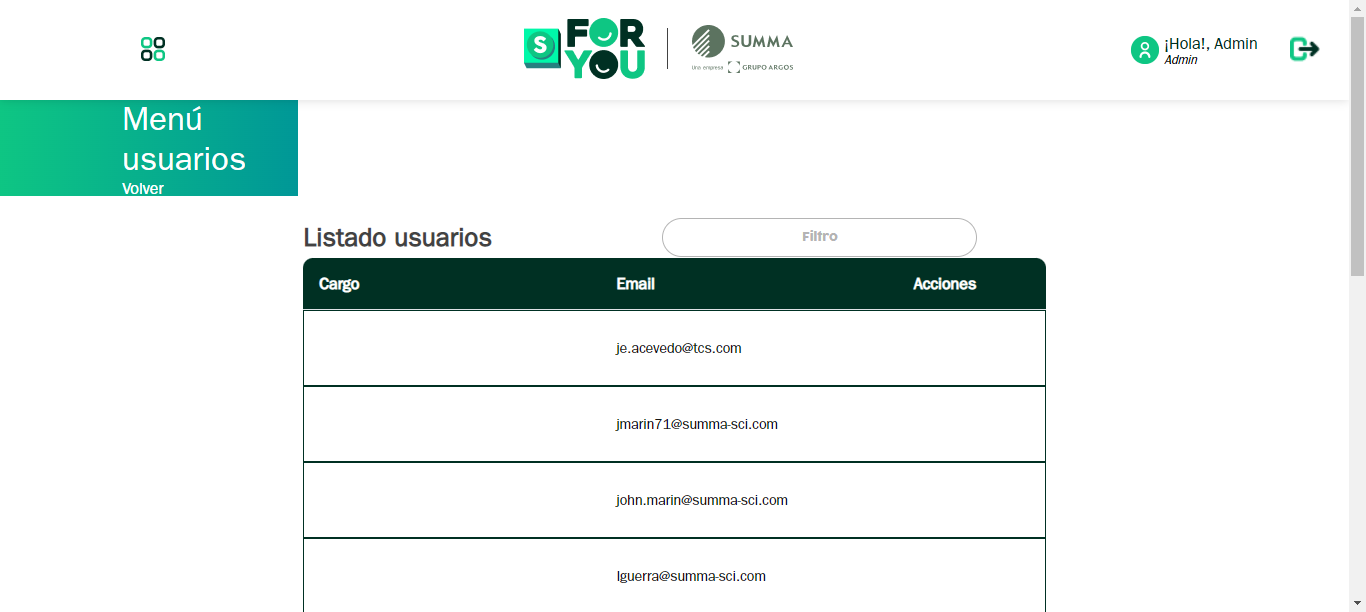 S
FOR
YOU
SUMMA
Una empresa GRUPO ARGOS
¡Hola!, Admin
Admin
Menú
usuarios
Volver
Listado usuarios
Filtro
Cargo Email Acciones
je.acevedo@tcs.com
jmarin71@summa-sci.com
john.marin@summa-sci.com
lguerra@summa-sci.com